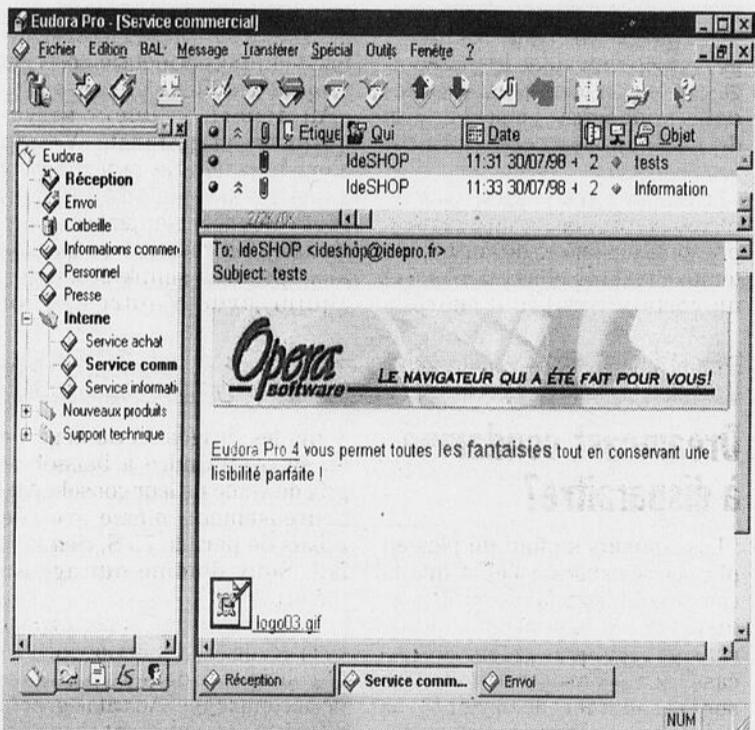 Eudora Pro - [Service commercial]
Fichier Edition BAL Message Transférer Spécial Outils Fenêtre ?
Etique Qui Date Objet
IdeSHOP 11:31 30/07/98 + 2 tests
IdeSHOP 11:33 30/07/98 + 2 Information
Eudora
Réception
Envoi
Corbeille
Informations commer
Personnel
Presse
Interne
Service achat
Service comm
Service informati
Nouveaux produits
Support technique
To: IdeSHOP <ideshop@idepro.fr>
Subject: tests
Opera
software
LE NAVIGATEUR QUI A ÉTÉ FAIT POUR VOUS!
Eudora Pro 4 vous permet toutes les fantaisies tout en conservant une
lisibilité parfaite !
logo03.gif
Réception Service comm... Envoi
NUM